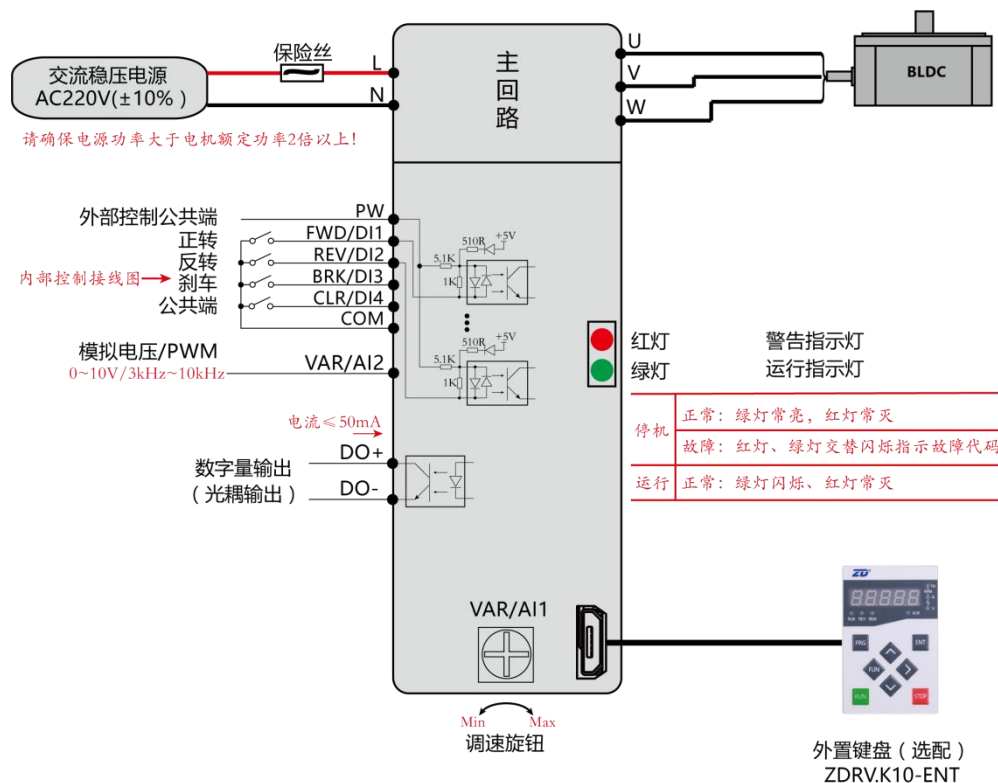 保险丝
交流稳压电源
AC220V(±10%)
L
N
主回路
U
V
W
BLDC
请确保电源功率大于电机额定功率2倍以上!
外部控制公共端
PW
正转
FWD/DI1
反转
REV/DI2
内部控制接线图
刹车
BRK/DI3
公共端
CLR/DI4
COM
510R
+5V
5.1K
1K
510R
+5V
5.1K
1K
模拟电压/PWM
0~10V/3kHz~10kHz
VAR/AI2
红灯 警告指示灯
绿灯 运行指示灯
停机
正常：绿灯常亮，红灯常灭
故障：红灯、绿灯交替闪烁指示故障代码
运行
正常：绿灯闪烁、红灯常灭
电流≤50mA
DO+
数字量输出
（光耦输出）
DO-
VAR/AI1
Min Max
调速旋钮
ZD
PRG
ENT
FUN
RUN
STOP
外置键盘（选配）
ZDRV.K10-ENT